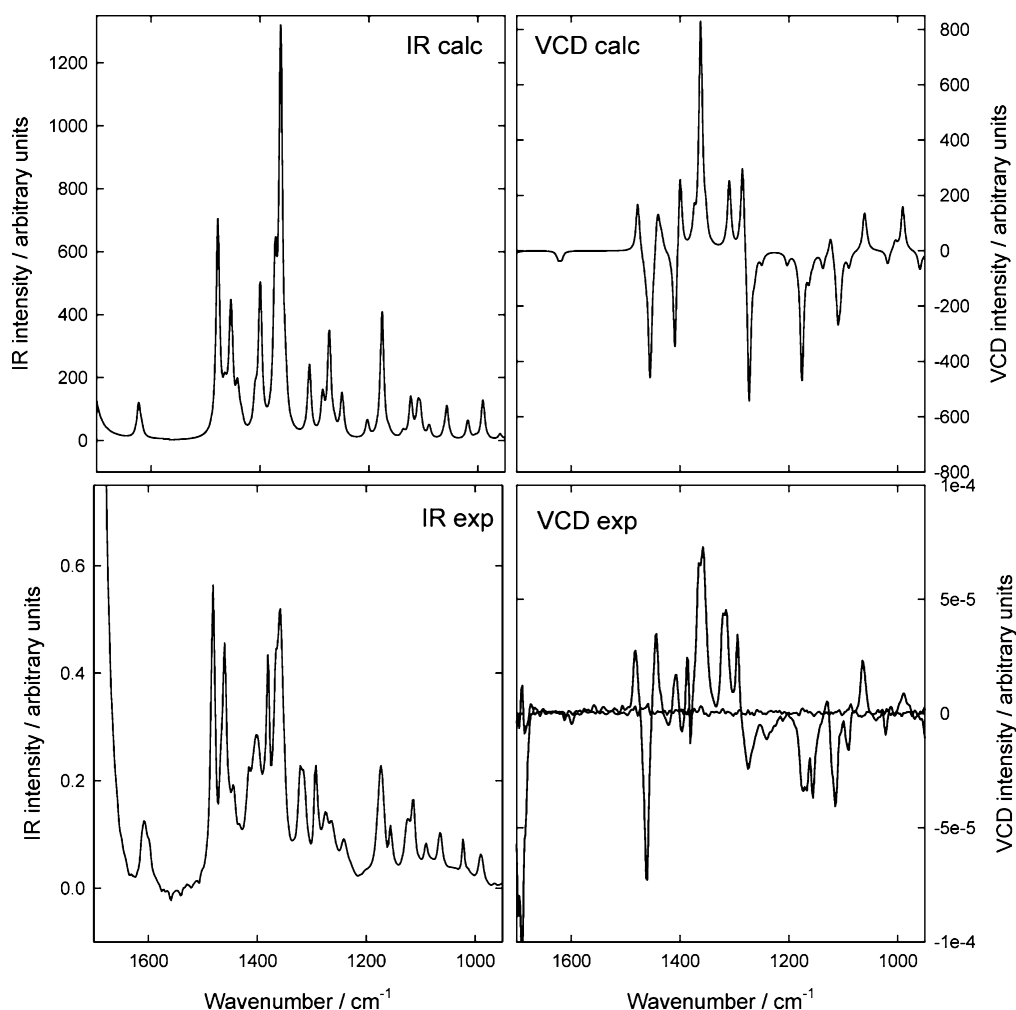 IR calc
VCD calc
1200
1000
800
600
400
200
0
IR intensity / arbitrary units
800
600
400
200
0
-200
-400
-600
-800
VCD intensity / arbitrary units
IR exp
VCD exp
0.6
0.4
0.2
0.0
IR intensity / arbitrary units
1e-4
5e-5
0
-5e-5
-1e-4
VCD intensity / arbitrary units
1600 1400 1200 1000
1600 1400 1200 1000
Wavenumber / cm⁻¹
Wavenumber / cm⁻¹